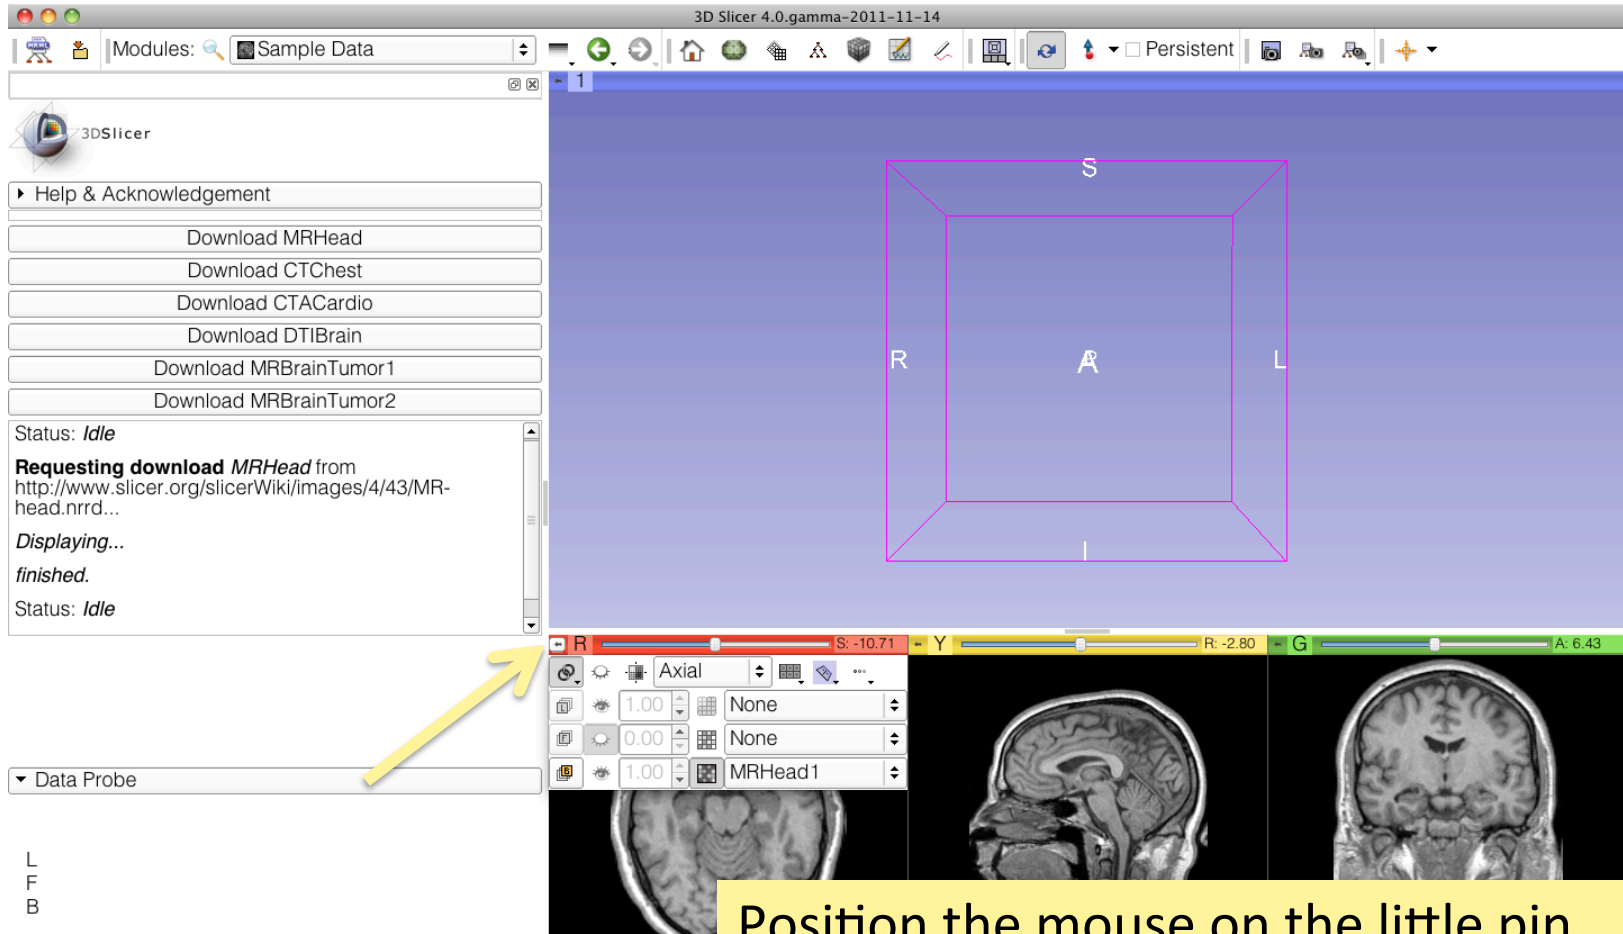 3D Slicer 4.0.gamma-2011-11-14
MRML
Modules: Sample Data
Persistent
1
3DSlicer
Help & Acknowledgement
Download MRHead
Download CTChest
Download CTACardio
Download DTIBrain
Download MRBrainTumor1
Download MRBrainTumor2
Status: Idle
Requesting download MRHead from
http://www.slicer.org/slicerWiki/images/4/43/MR-
head.nrrd...
Displaying...
finished.
Status: Idle
Data Probe
L
F
B
S
R
A
L
I
R S: -10.71
Y R: -2.80
G A: 6.43
Axial
L 1.00 None
F 0.00 None
B 1.00 MRHead1
Position the mouse on the little pin